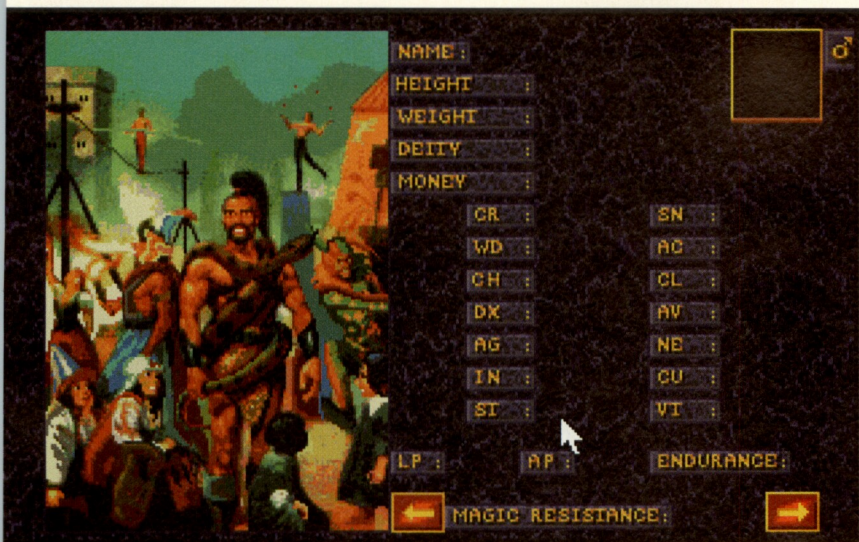 NAME :
HEIGHT :
WEIGHT :
DEITY :
MONEY :
CR : SN :
WD : AC :
CH : CL :
DX : AV :
AG : NE :
IN : CU :
ST : VI :
LP : AP : ENDURANCE:
MAGIC RESISTANCE: